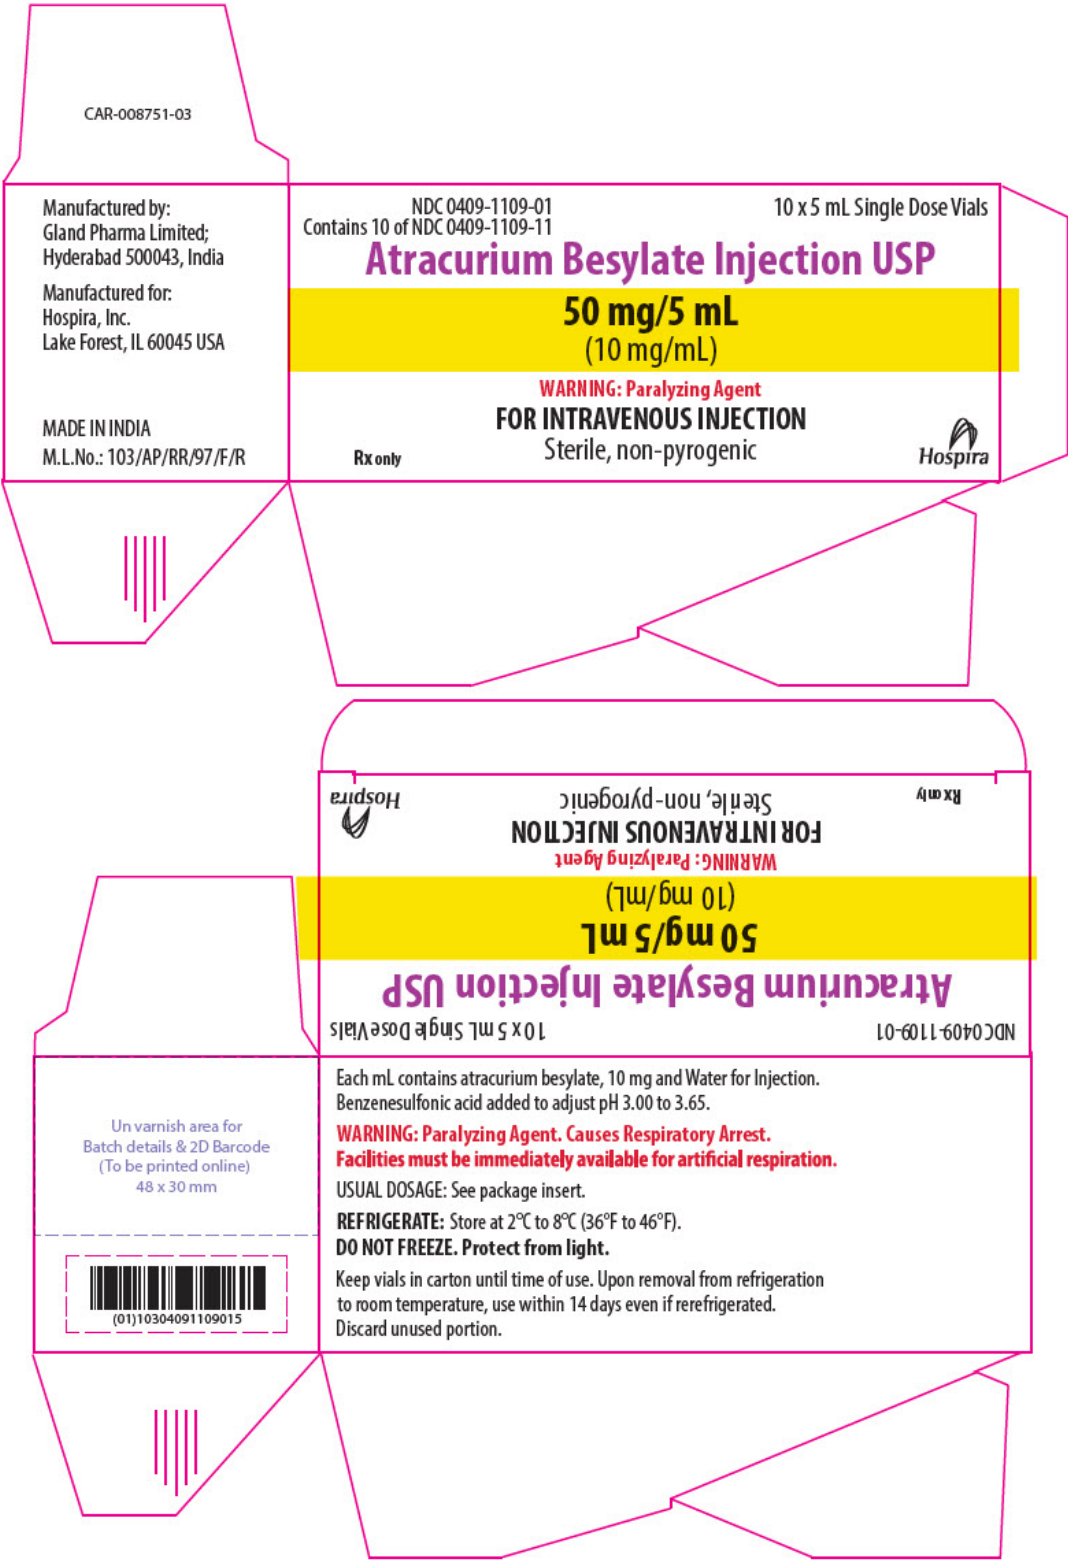 CAR-008751-03
Manufactured by:
Gland Pharma Limited;
Hyderabad 500043, India
Manufactured for:
Hospira, Inc.
Lake Forest, IL 60045 USA
MADE IN INDIA
M.L.No.: 103/AP/RR/97/F/R
NDC 0409-1109-01
Contains 10 of NDC 0409-1109-11
10 x 5 mL Single Dose Vials
Atracurium Besylate Injection USP
50 mg/5 mL
(10 mg/mL)
WARNING: Paralyzing Agent
FOR INTRAVENOUS INJECTION
Sterile, non-pyrogenic
Rx only
Hospira
NDC 0409-1109-01
10 x 5 mL Single Dose Vials
Atracurium Besylate Injection USP
50 mg/5 mL
(10 mg/mL)
WARNING: Paralyzing Agent
FOR INTRAVENOUS INJECTION
Sterile, non-pyrogenic
Rx only
Hospira
Un varnish area for
Batch details & 2D Barcode
(To be printed online)
48 x 30 mm
(01)10304091109015
Each mL contains atracurium besylate, 10 mg and Water for Injection.
Benzenesulfonic acid added to adjust pH 3.00 to 3.65.
WARNING: Paralyzing Agent. Causes Respiratory Arrest.
Facilities must be immediately available for artificial respiration.
USUAL DOSAGE: See package insert.
REFRIGERATE: Store at 2°C to 8°C (36°F to 46°F).
DO NOT FREEZE. Protect from light.
Keep vials in carton until time of use. Upon removal from refrigeration
to room temperature, use within 14 days even if rerefrigerated.
Discard unused portion.